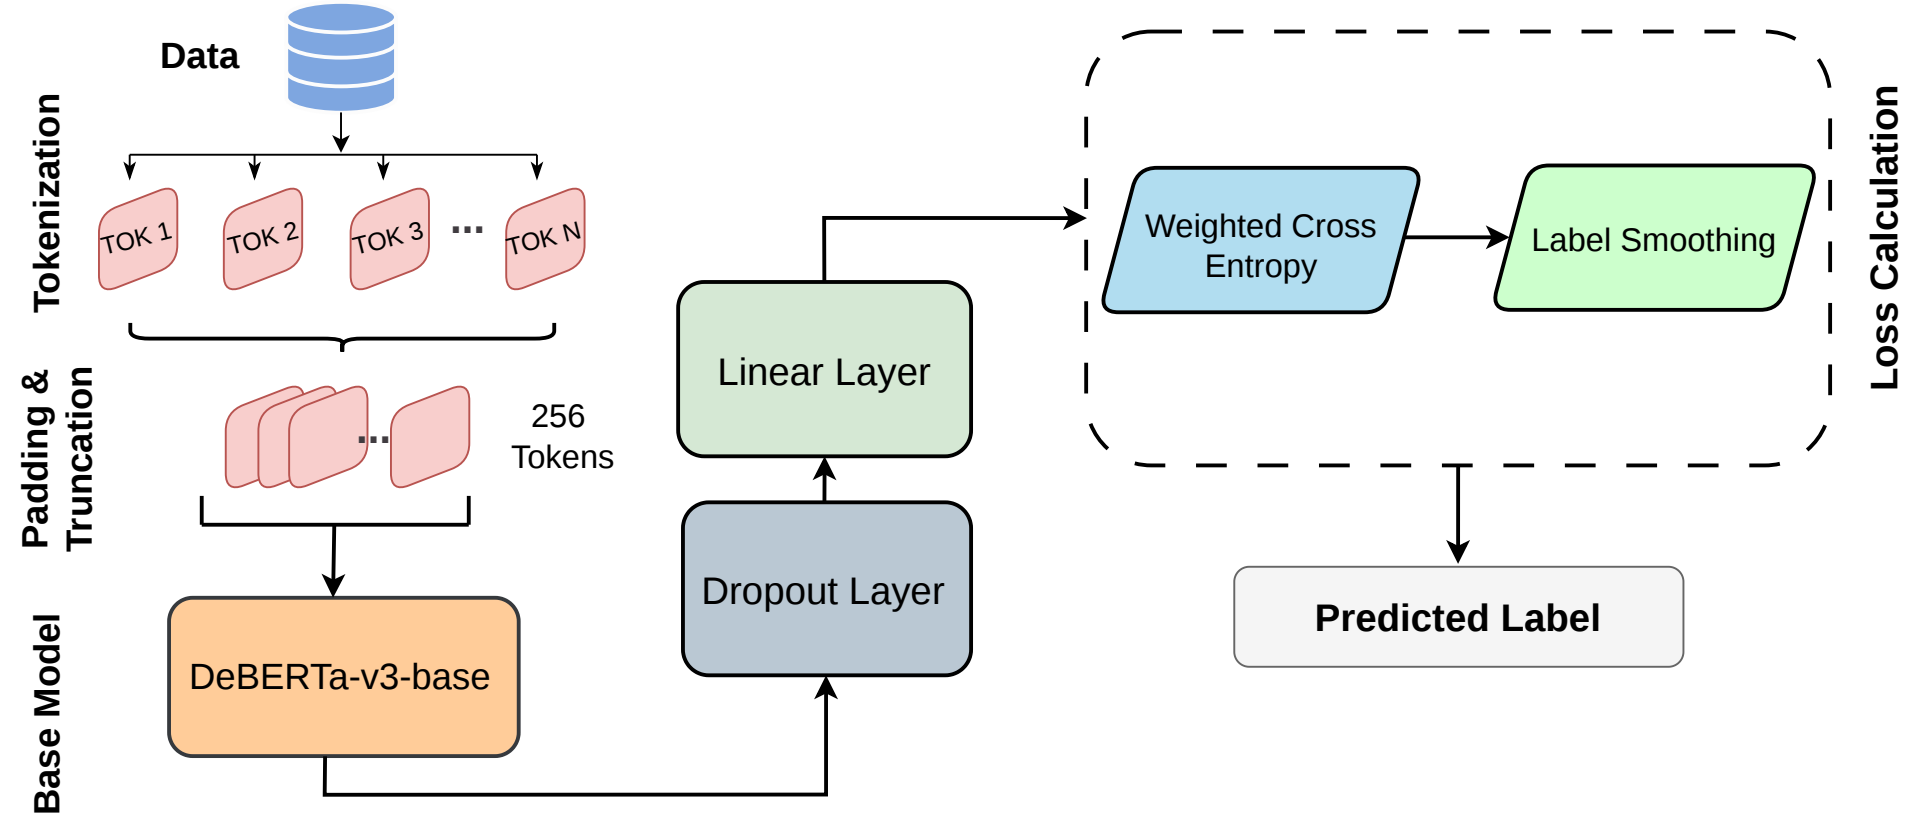 Data
Tokenization
TOK 1
TOK 2
TOK 3
...
TOK N
Padding &
Truncation
...
256
Tokens
Base Model
DeBERTa-v3-base
Dropout Layer
Linear Layer
Loss Calculation
Weighted Cross
Entropy
Label Smoothing
Predicted Label